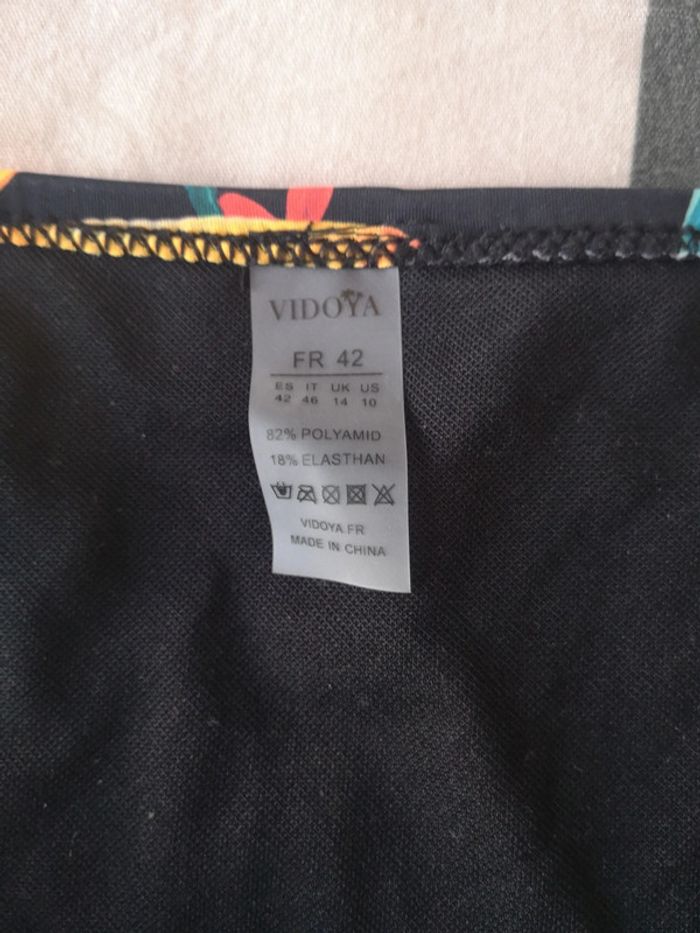 VIDOYA
FR 42
ES IT UK US
42 46 14 10
82% POLYAMID
18% ELASTHAN
VIDOYA.FR
MADE IN CHINA